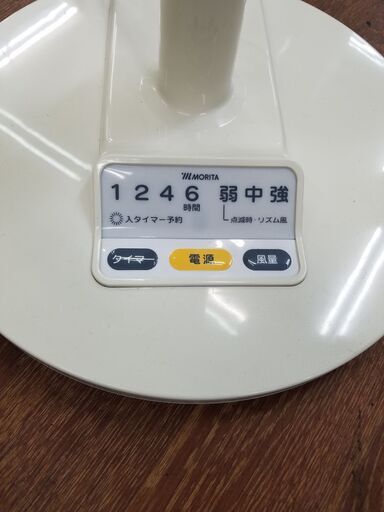 MORITA
1 2 4 6 弱 中 強
時間
入タイマー予約 点滅時・リズム風
タイマー 電源 風量